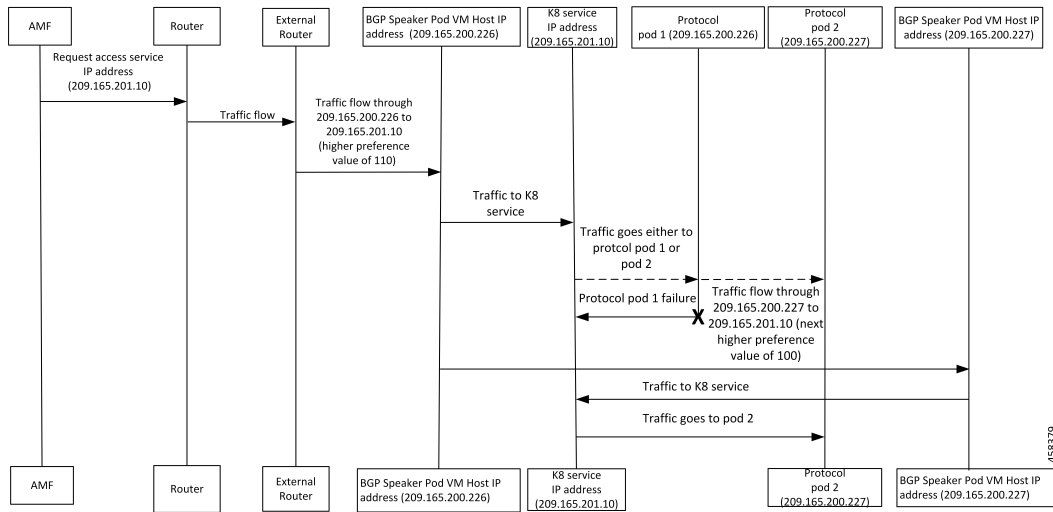 AMF
Router
External
Router
BGP Speaker Pod VM Host IP
address (209.165.200.226)
K8 service
IP address
(209.165.201.10)
Protocol
pod 1 (209.165.200.226)
Protocol
pod 2
(209.165.200.227)
BGP Speaker Pod VM Host IP
address (209.165.200.227)
Request access service
IP address
(209.165.201.10)
Traffic flow
Traffic flow through
209.165.200.226 to
209.165.201.10
(higher preference
value of 110)
Traffic to K8
service
Traffic goes either to
protcol pod 1 or
pod 2
Protocol pod 1 failure
X
Traffic flow through
209.165.200.227 to
209.165.201.10 (next
higher preference
value of 100)
Traffic to K8 service
Traffic goes to pod 2
458379
AMF
Router
External
Router
BGP Speaker Pod VM Host IP
address (209.165.200.226)
K8 service
IP address
(209.165.201.10)
Protocol
pod 2
(209.165.200.227)
BGP Speaker Pod VM Host IP
address (209.165.200.227)